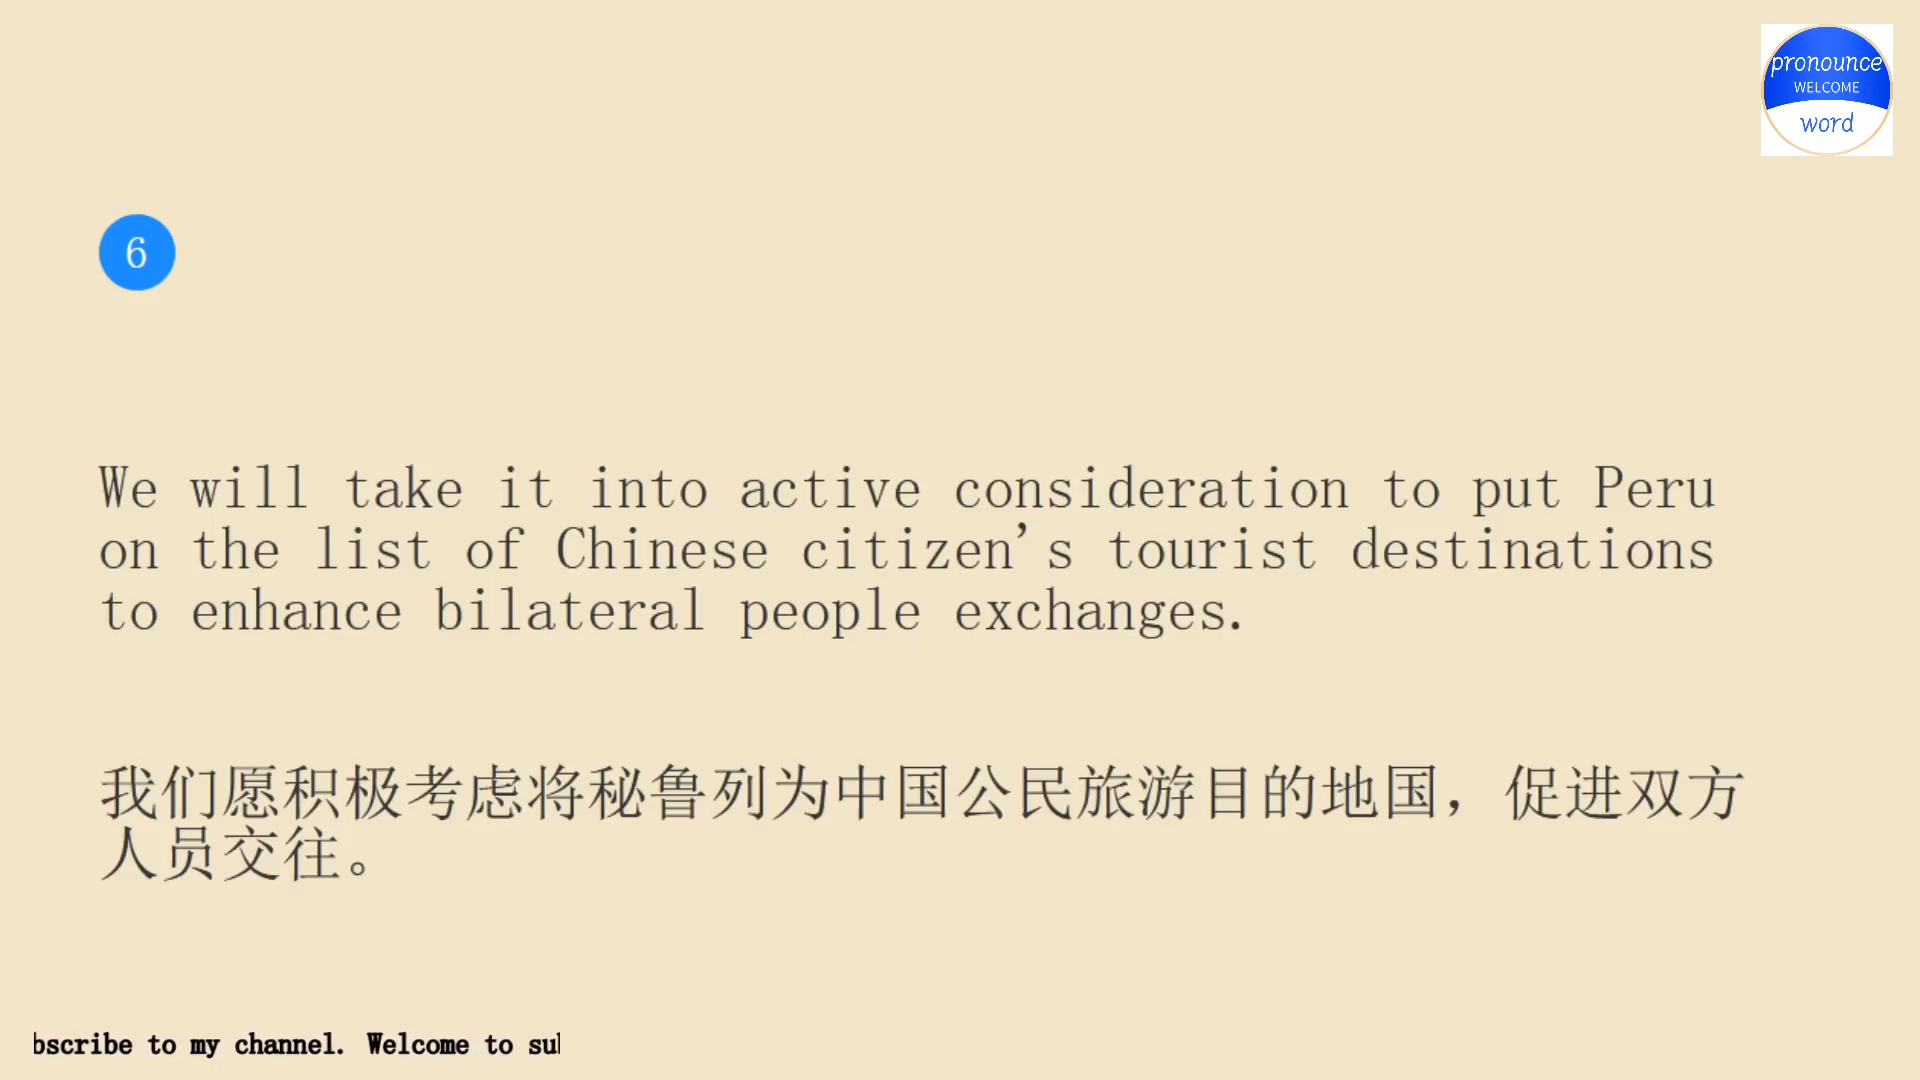 pronounce
WELCOME
word
6
We will take it into active consideration to put Peru
on the list of Chinese citizen's tourist destinations
to enhance bilateral people exchanges.
我们愿积极考虑将秘鲁列为中国公民旅游目的地国，促进双方
人员交往。
bscribe to my channel. Welcome to sub